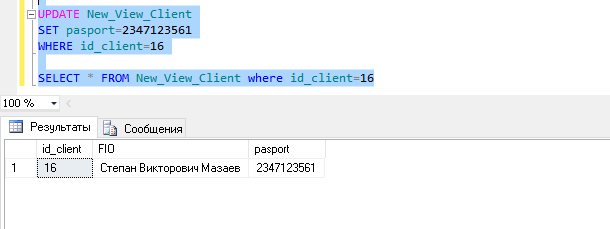 UPDATE New_View_Client
SET pasport=2347123561
WHERE id_client=16
SELECT * FROM New_View_Client where id_client=16
100 %
Результаты Сообщения
id_client FIO pasport
1 16 Степан Викторович Мазаев 2347123561